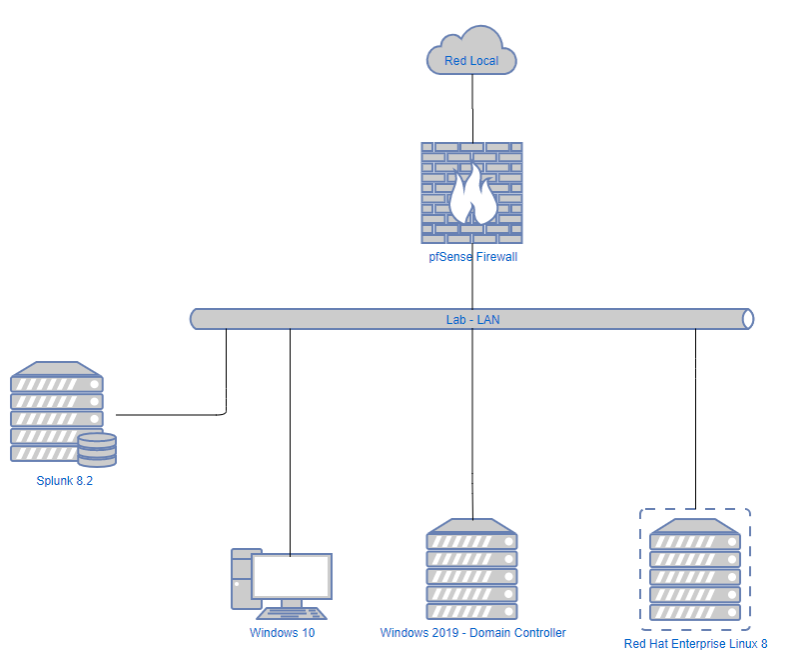 Red Local
pfSense Firewall
Lab - LAN
Splunk 8.2
Windows 10
Windows 2019 - Domain Controller
Red Hat Enterprise Linux 8